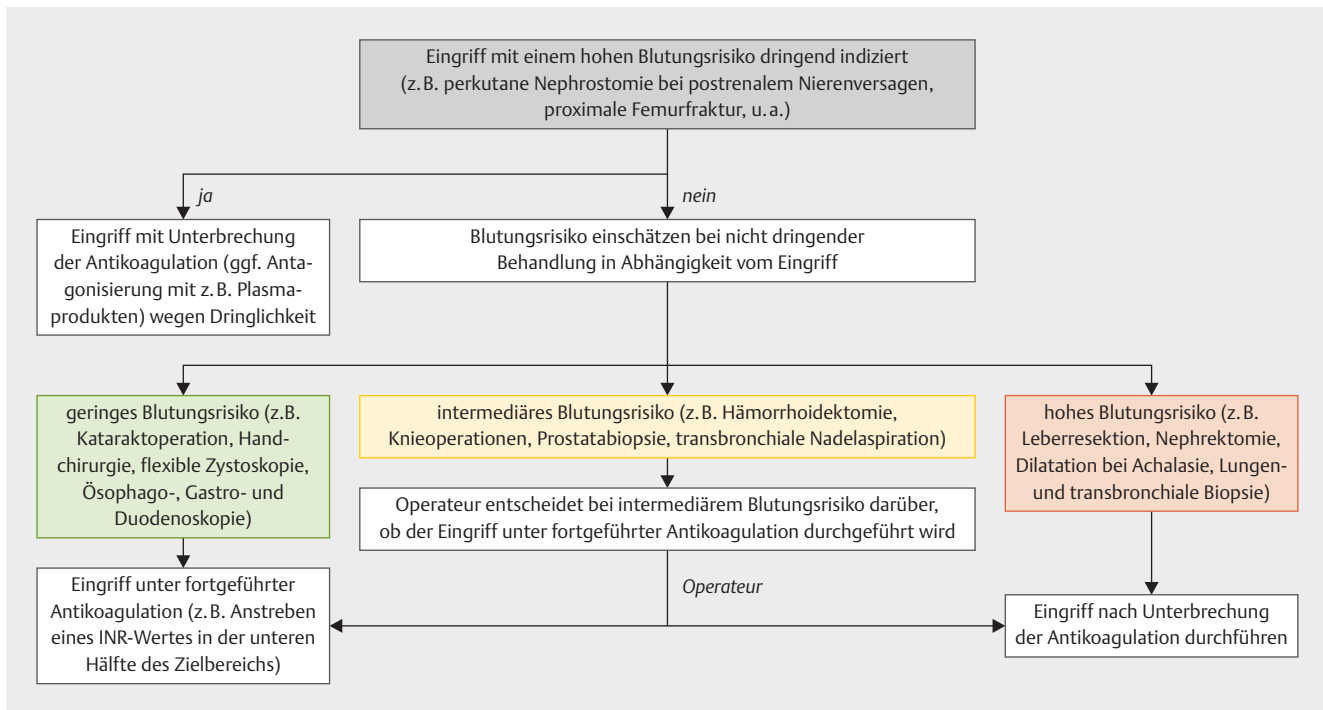 Eingriff mit einem hohen Blutungsrisiko dringend indiziert
(z. B. perkutane Nephrostomie bei postrenalem Nierenversagen,
proximale Femurfraktur, u. a.)
ja
nein
Eingriff mit Unterbrechung
der Antikoagulation (ggf. Anta-
gonisierung mit z. B. Plasma-
produkten) wegen Dringlichkeit
Blutungsrisiko einschätzen bei nicht dringender
Behandlung in Abhängigkeit vom Eingriff
geringes Blutungsrisiko (z.B.
Kataraktoperation, Hand-
chirurgie, flexible Zystoskopie,
Ösophago-, Gastro- und
Duodenoskopie)
intermediäres Blutungsrisiko (z. B. Hämorrhoidektomie,
Knieoperationen, Prostatabiopsie, transbronchiale Nadelaspiration)
hohes Blutungsrisiko (z. B.
Leberresektion, Nephrektomie,
Dilatation bei Achalasie, Lungen-
und transbronchiale Biopsie)
Operateur entscheidet bei intermediärem Blutungsrisiko darüber,
ob der Eingriff unter fortgeführter Antikoagulation durchgeführt wird
Operateur
Eingriff unter fortgeführter
Antikoagulation (z. B. Anstreben
eines INR-Wertes in der unteren
Hälfte des Zielbereichs)
Eingriff nach Unterbrechung
der Antikoagulation durchführen